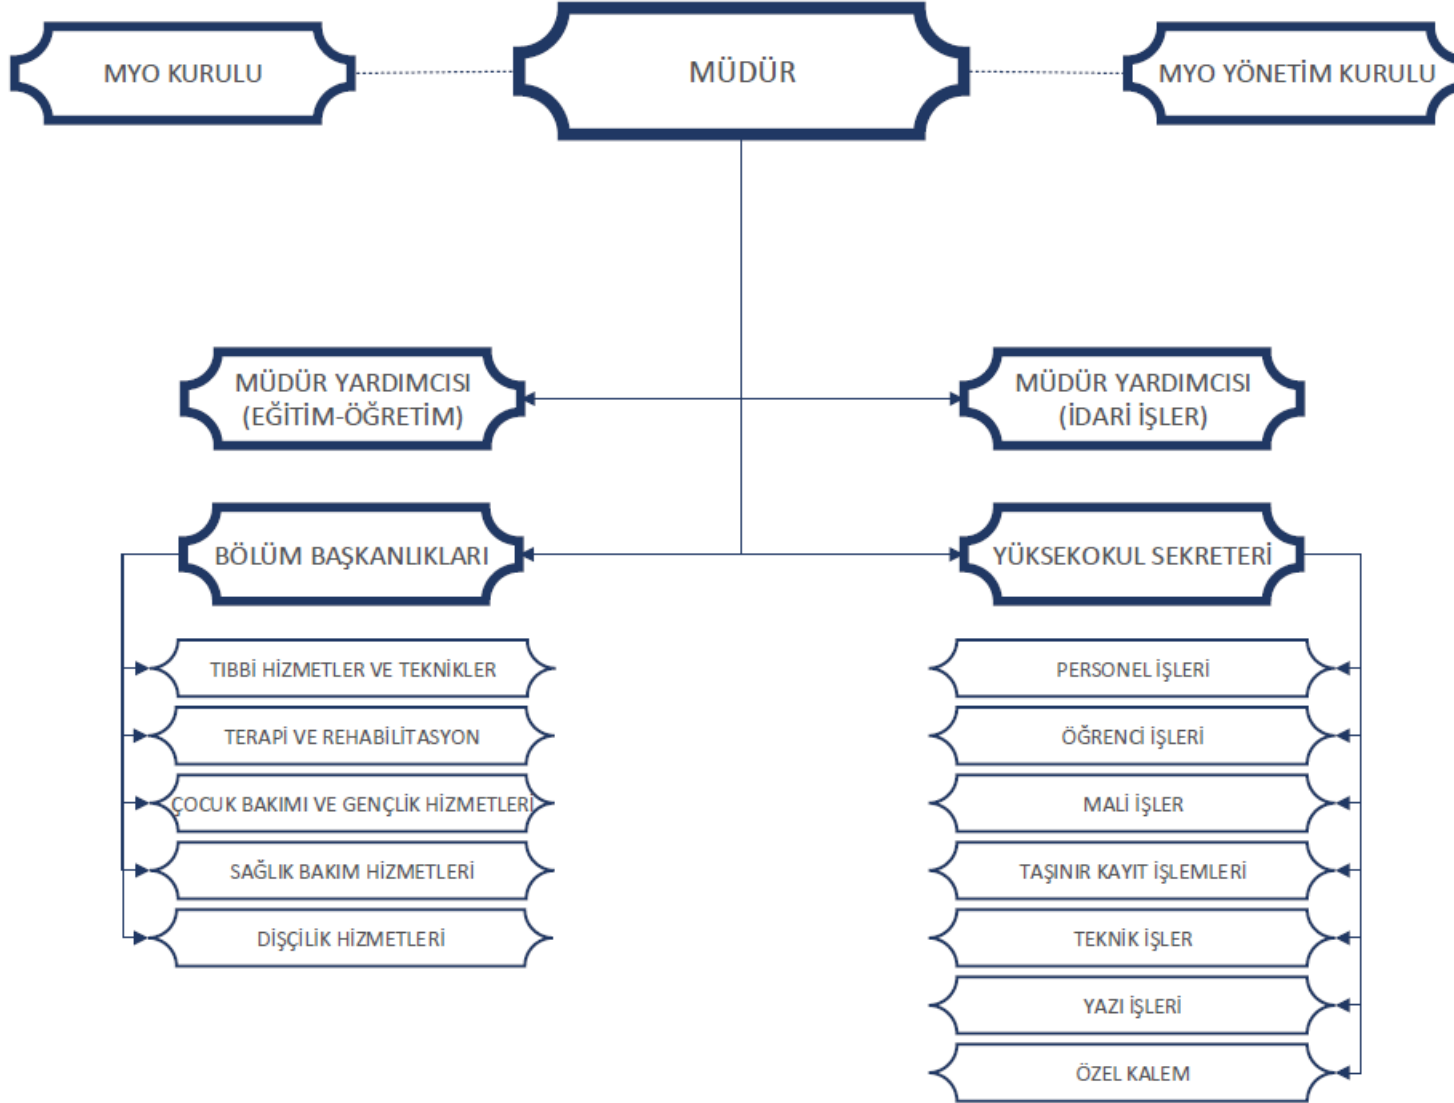 MYO KURULU
MÜDÜR
MYO YÖNETİM KURULU
MÜDÜR YARDIMCISI
(EĞİTİM-ÖĞRETİM)
MÜDÜR YARDIMCISI
(İDARİ İŞLER)
BÖLÜM BAŞKANLIKLARI
YÜKSEKOKUL SEKRETERİ
TIBBİ HİZMETLER VE TEKNİKLER
TERAPİ VE REHABİLİTASYON
ÇOCUK BAKIMI VE GENÇLİK HİZMETLERİ
SAĞLIK BAKIM HİZMETLERİ
DİŞÇİLİK HİZMETLERİ
PERSONEL İŞLERİ
ÖĞRENCİ İŞLERİ
MALİ İŞLER
TAŞINIR KAYIT İŞLEMLERİ
TEKNİK İŞLER
YAZI İŞLERİ
ÖZEL KALEM